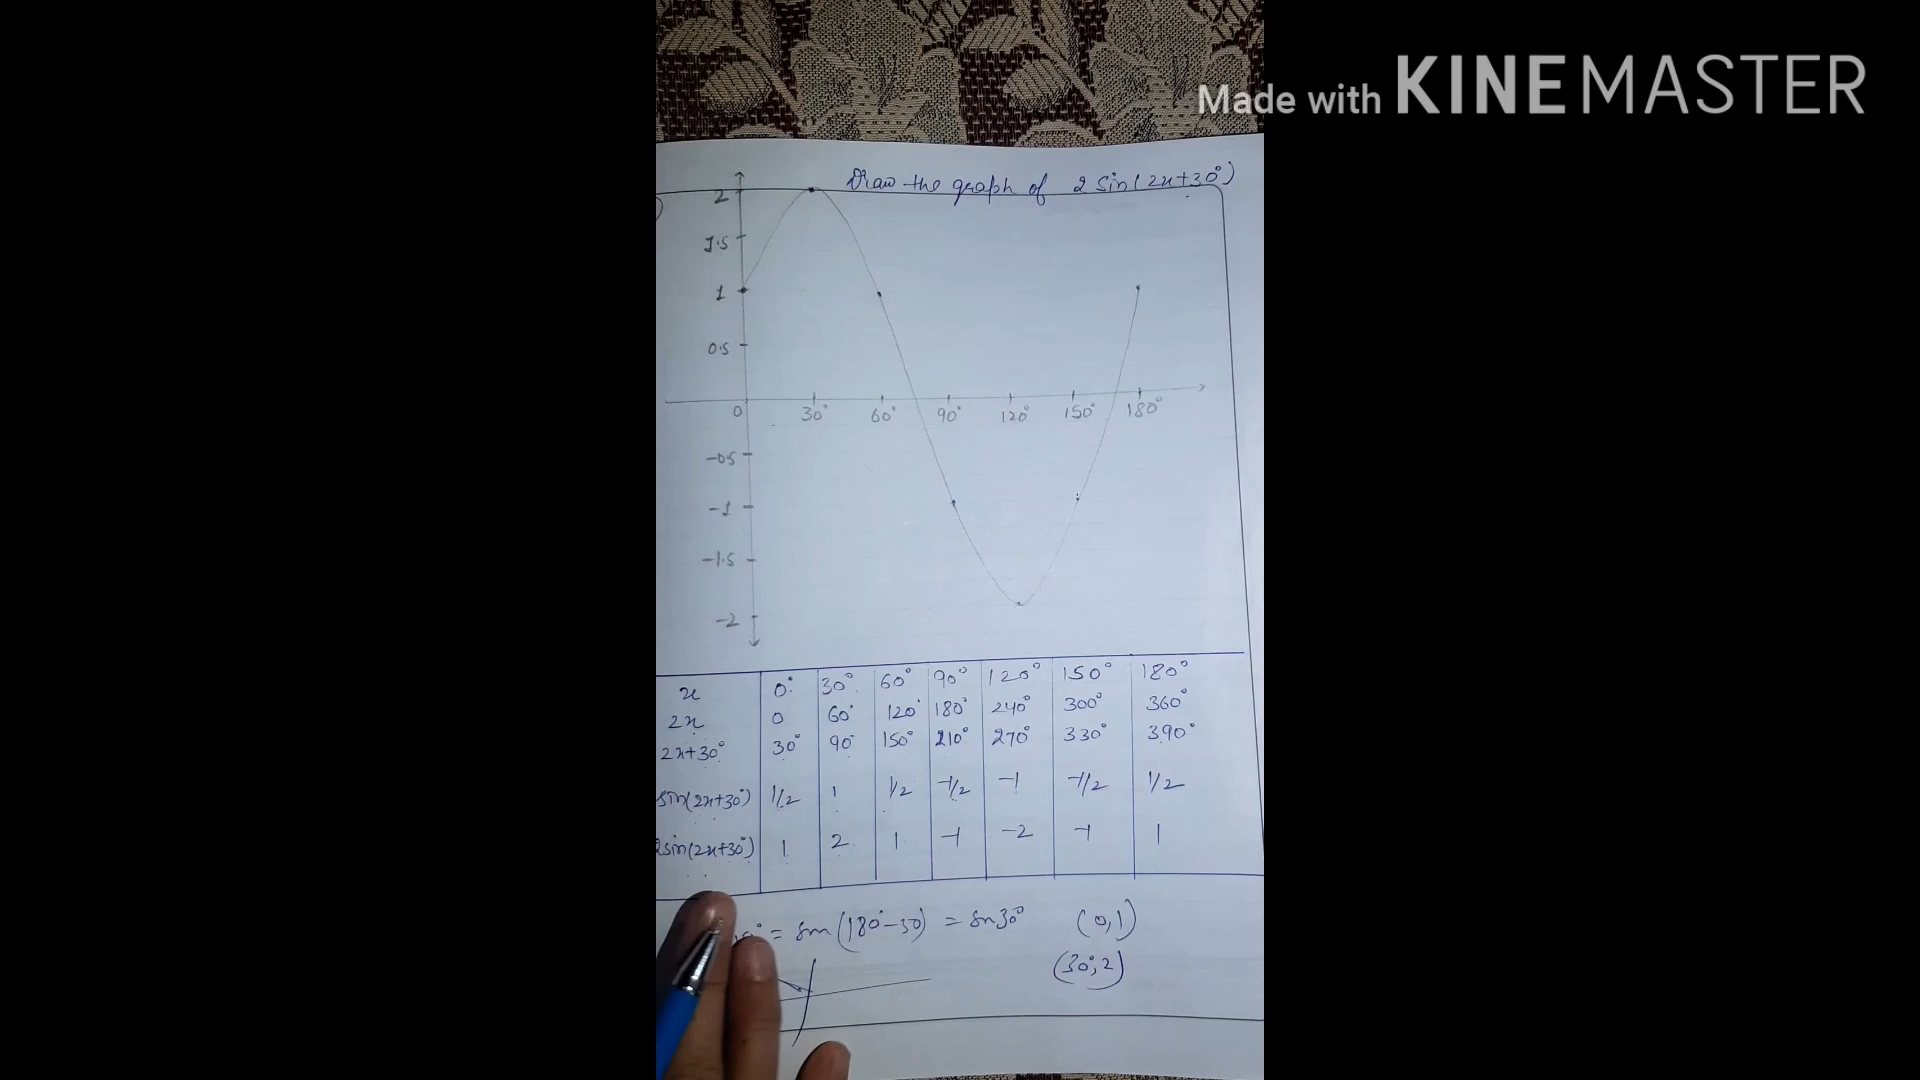 Made with KINEMASTER
Draw the graph of 2 sin(2x+30°)
2
1.5
1
0.5
0 30° 60° 90° 120° 150° 180°
-0.5
-1
-1.5
-2
x 0° 30° 60° 90° 120° 150° 180°
2x 0 60° 120° 180° 240° 300° 360°
2x+30° 30° 90° 150° 210° 270° 330° 390°
sin(2x+30°) 1/2 1 1/2 -1/2 -1 -1/2 1/2
2sin(2x+30°) 1 2 1 -1 -2 -1 1
= sin(180°-30) = sin30° (0,1)
(30°,2)